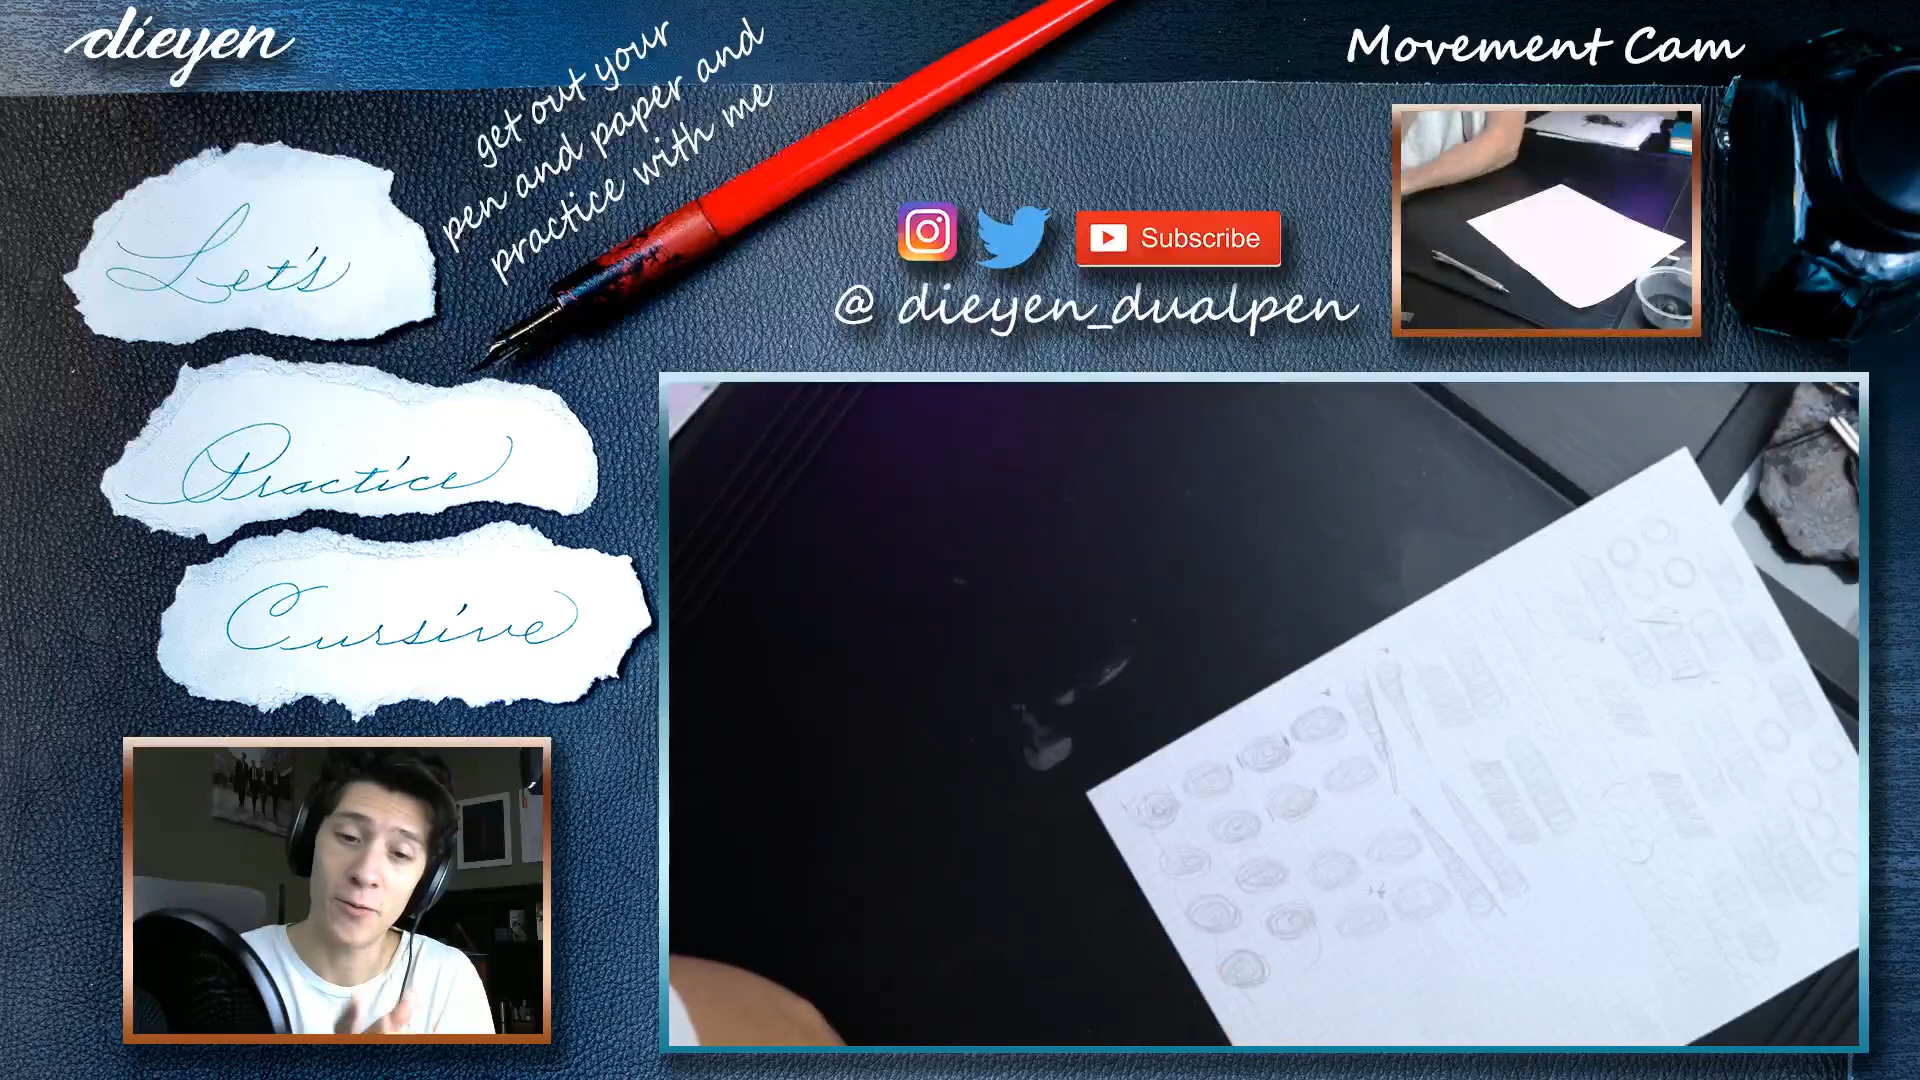 dieyen
get out your
pen and paper and
practice with me
Movement Cam
Let's
Practice
Cursive
Subscribe
@ dieyen_dualpen